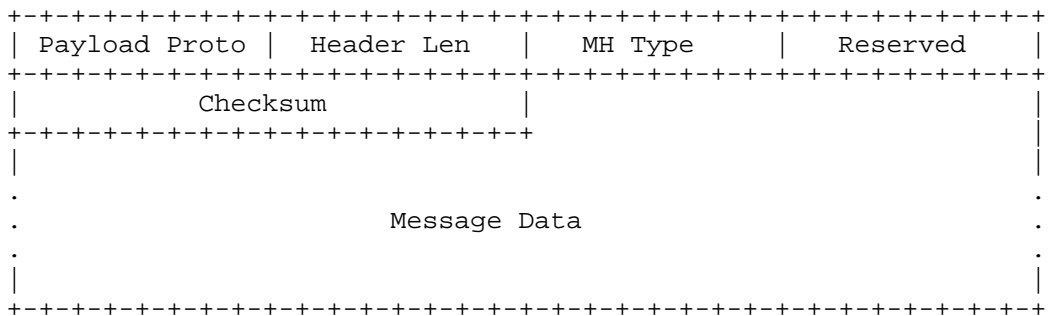 +-+-+-+-+-+-+-+-+-+-+-+-+-+-+-+-+-+-+-+-+-+-+-+-+-+-+-+-+-+-+-+-+
| Payload Proto |  Header Len   |   MH Type     |   Reserved    |
+-+-+-+-+-+-+-+-+-+-+-+-+-+-+-+-+-+-+-+-+-+-+-+-+-+-+-+-+-+-+-+-+
|           Checksum            |                               |
+-+-+-+-+-+-+-+-+-+-+-+-+-+-+-+-+                               |
|                                                               |
.                                                               .
.                       Message Data                            .
.                                                               .
|                                                               |
+-+-+-+-+-+-+-+-+-+-+-+-+-+-+-+-+-+-+-+-+-+-+-+-+-+-+-+-+-+-+-+-+